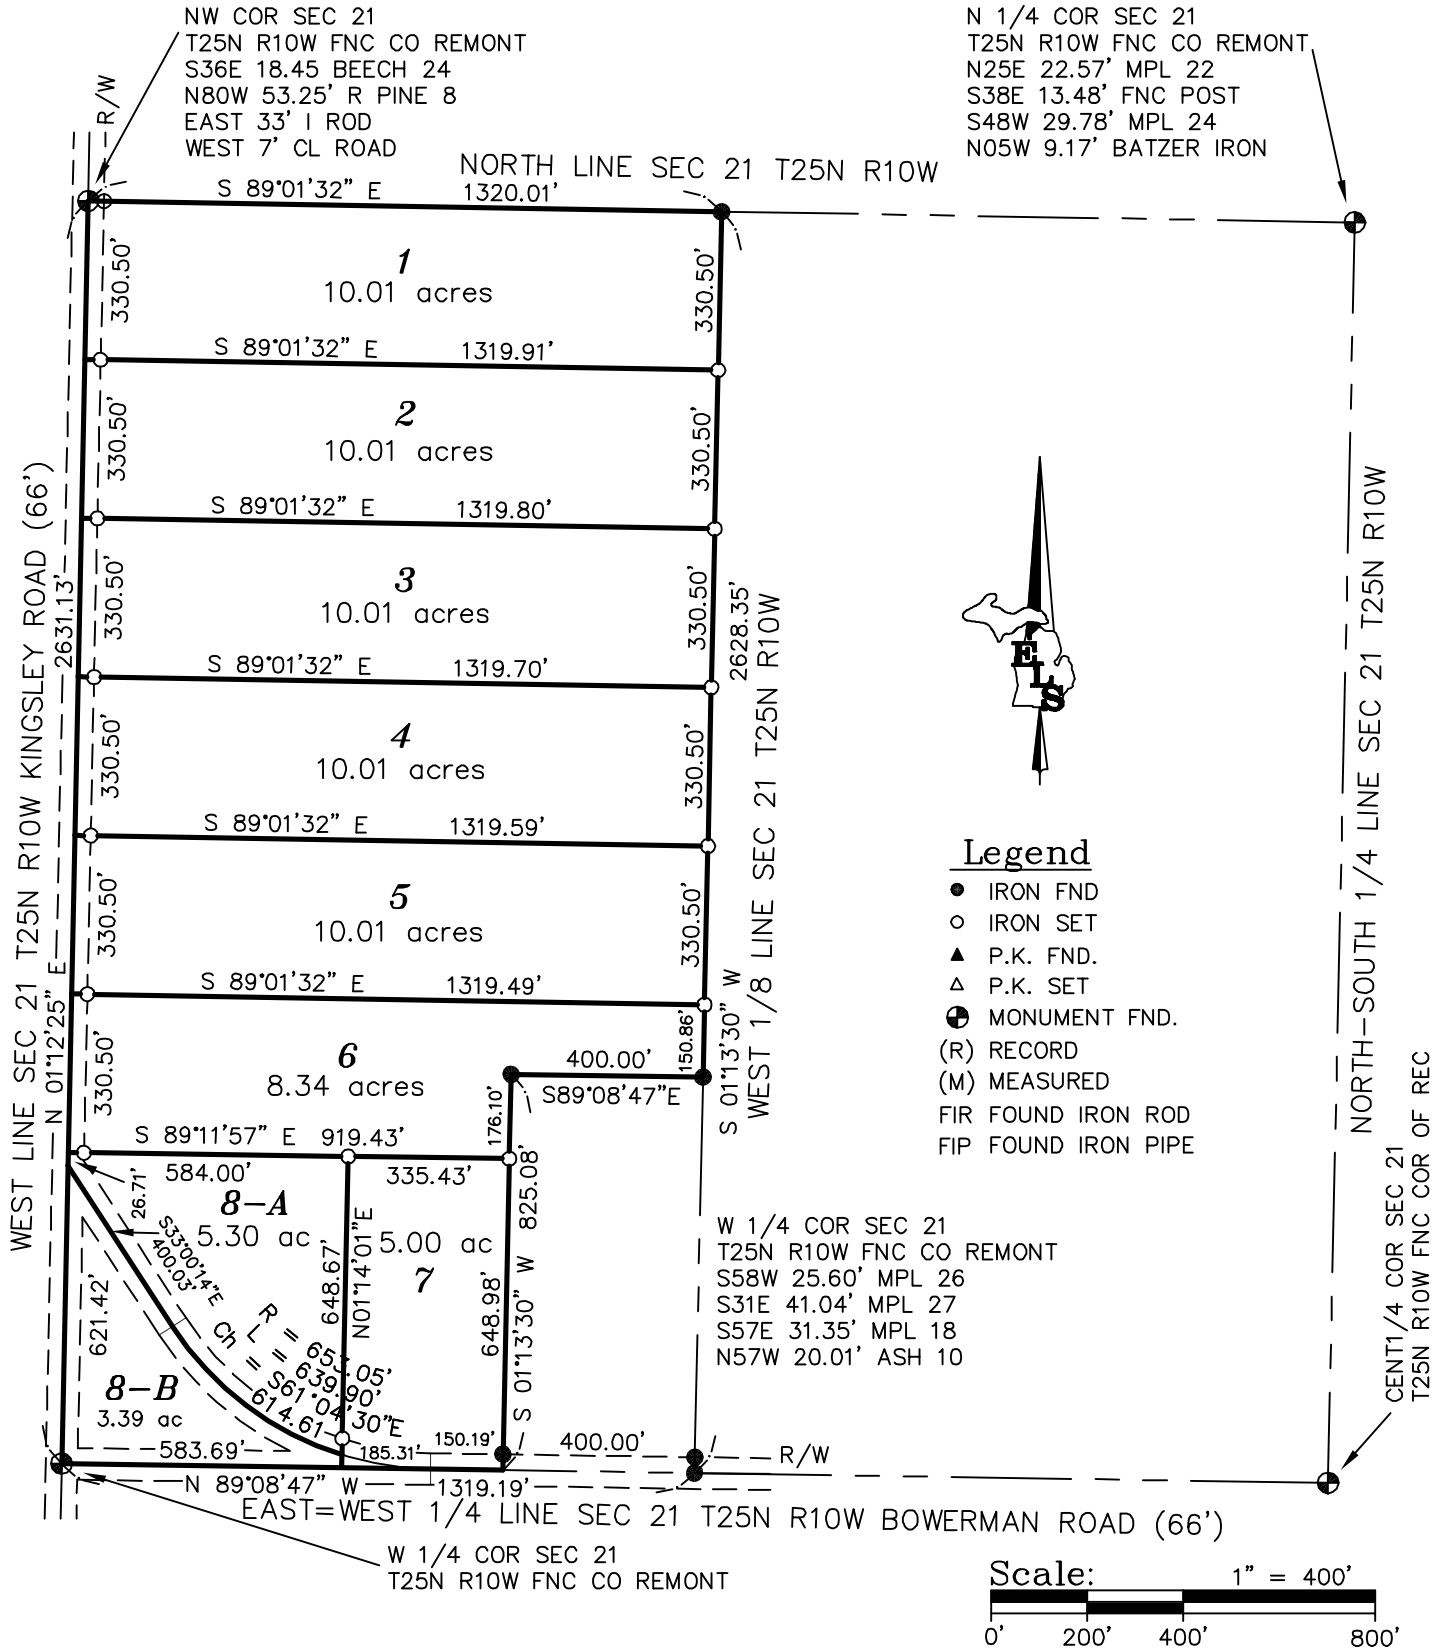 NW COR SEC 21
T25N R10W FNC CO REMONT
S36E 18.45 BEECH 24
N80W 53.25' R PINE 8
EAST 33' I ROD
WEST 7' CL ROAD
N 1/4 COR SEC 21
T25N R10W FNC CO REMONT
N25E 22.57' MPL 22
S38E 13.48' FNC POST
S48W 29.78' MPL 24
N05W 9.17' BATZER IRON
R/W
NORTH LINE SEC 21 T25N R10W
S 89°01'32" E 1320.01'
330.50'
1
10.01 acres
330.50'
S 89°01'32" E 1319.91'
330.50'
2
10.01 acres
330.50'
S 89°01'32" E 1319.80'
330.50'
3
10.01 acres
330.50'
S 89°01'32" E 1319.70'
330.50'
4
10.01 acres
330.50'
S 89°01'32" E 1319.59'
330.50'
5
10.01 acres
330.50'
S 89°01'32" E 1319.49'
330.50'
6
8.34 acres
150.86'
400.00'
S89°08'47"E
176.10'
S 89°11'57" E 919.43'
584.00'
335.43'
26.71'
8-A
5.30 ac
5.00 ac
7
S33°00'14"E
400.03'
648.67'
N01°14'01"E
648.98'
S 01°13'30" W 825.08'
621.42'
R = 653.05'
L = 639.90'
Ch = S61°04'30"E
614.61
8-B
3.39 ac
583.69'
185.31'
150.19'
400.00'
R/W
N 89°08'47" W 1319.19'
EAST=WEST 1/4 LINE SEC 21 T25N R10W BOWERMAN ROAD (66')
W 1/4 COR SEC 21
T25N R10W FNC CO REMONT
WEST LINE SEC 21 T25N R10W KINGSLEY ROAD (66')
N 01°12'25" E 2631.13'
2628.35'
S 01°13'30" W
WEST 1/8 LINE SEC 21 T25N R10W
ELS
Legend
IRON FND
IRON SET
P.K. FND.
P.K. SET
MONUMENT FND.
(R) RECORD
(M) MEASURED
FIR FOUND IRON ROD
FIP FOUND IRON PIPE
W 1/4 COR SEC 21
T25N R10W FNC CO REMONT
S58W 25.60' MPL 26
S31E 41.04' MPL 27
S57E 31.35' MPL 18
N57W 20.01' ASH 10
NORTH-SOUTH 1/4 LINE SEC 21 T25N R10W
CENT1/4 COR SEC 21
T25N R10W FNC COR OF REC
Scale: 1" = 400'
0' 200' 400' 800'